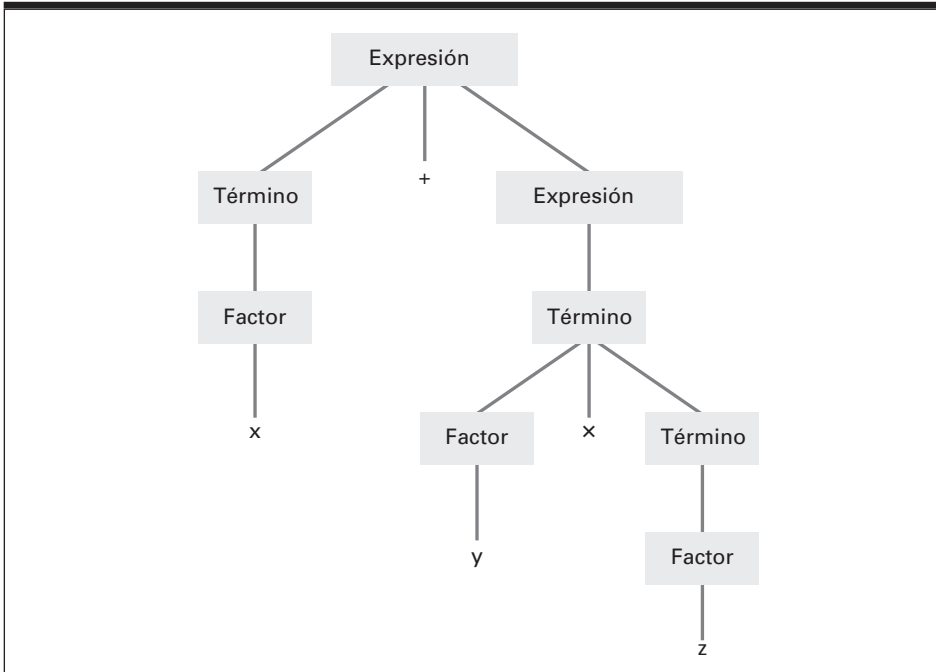 Expresión
Término
+
Expresión
Factor
Término
x
Factor
×
Término
y
Factor
z